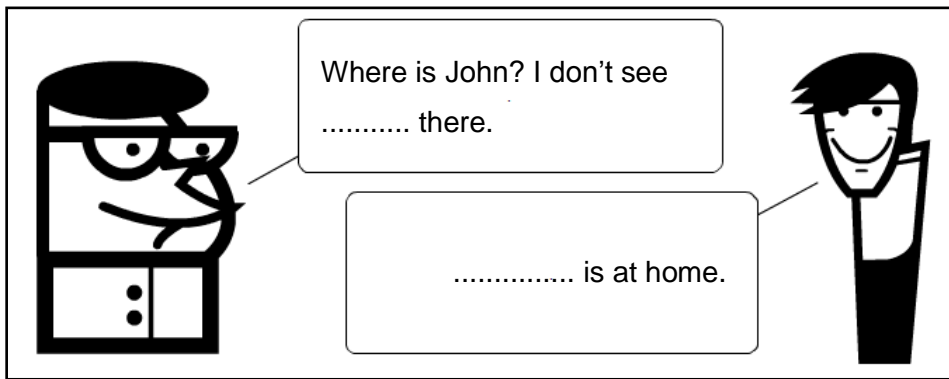 Where is John? I don’t see
........... there.
............... is at home.